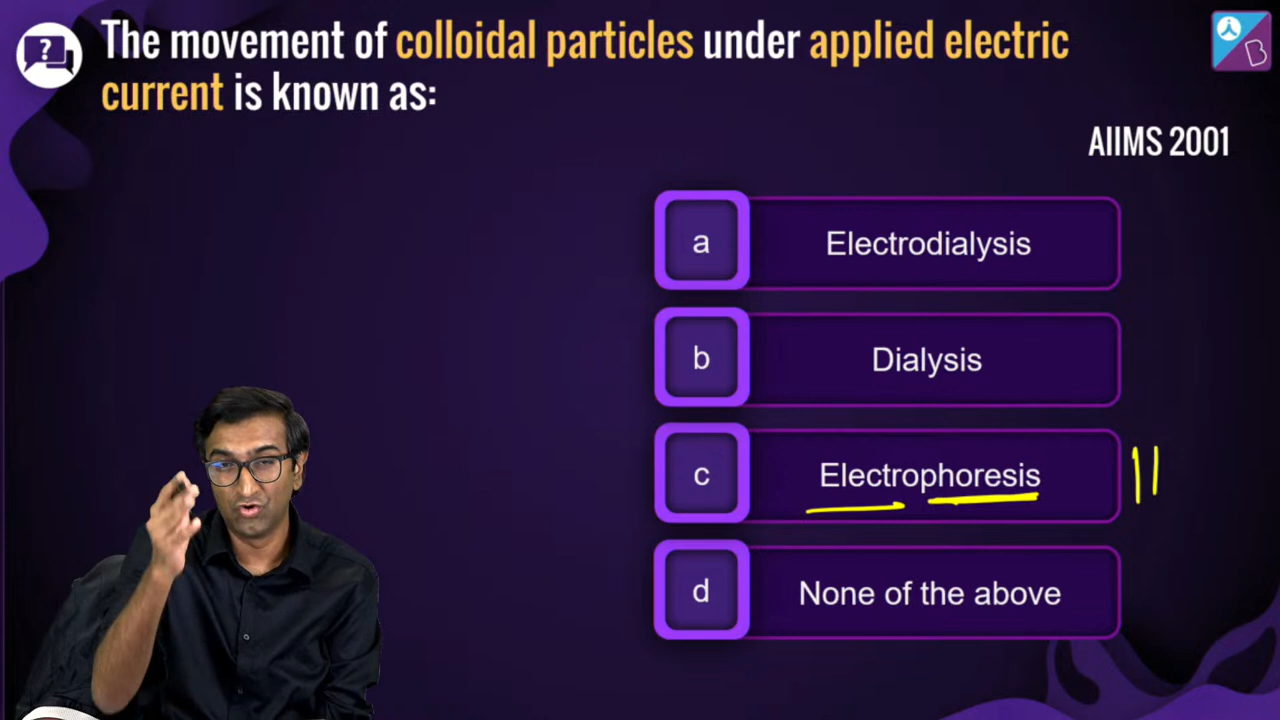 The movement of colloidal particles under applied electric
current is known as:
AIIMS 2001
a Electrodialysis
b Dialysis
c Electrophoresis
d None of the above
?
B